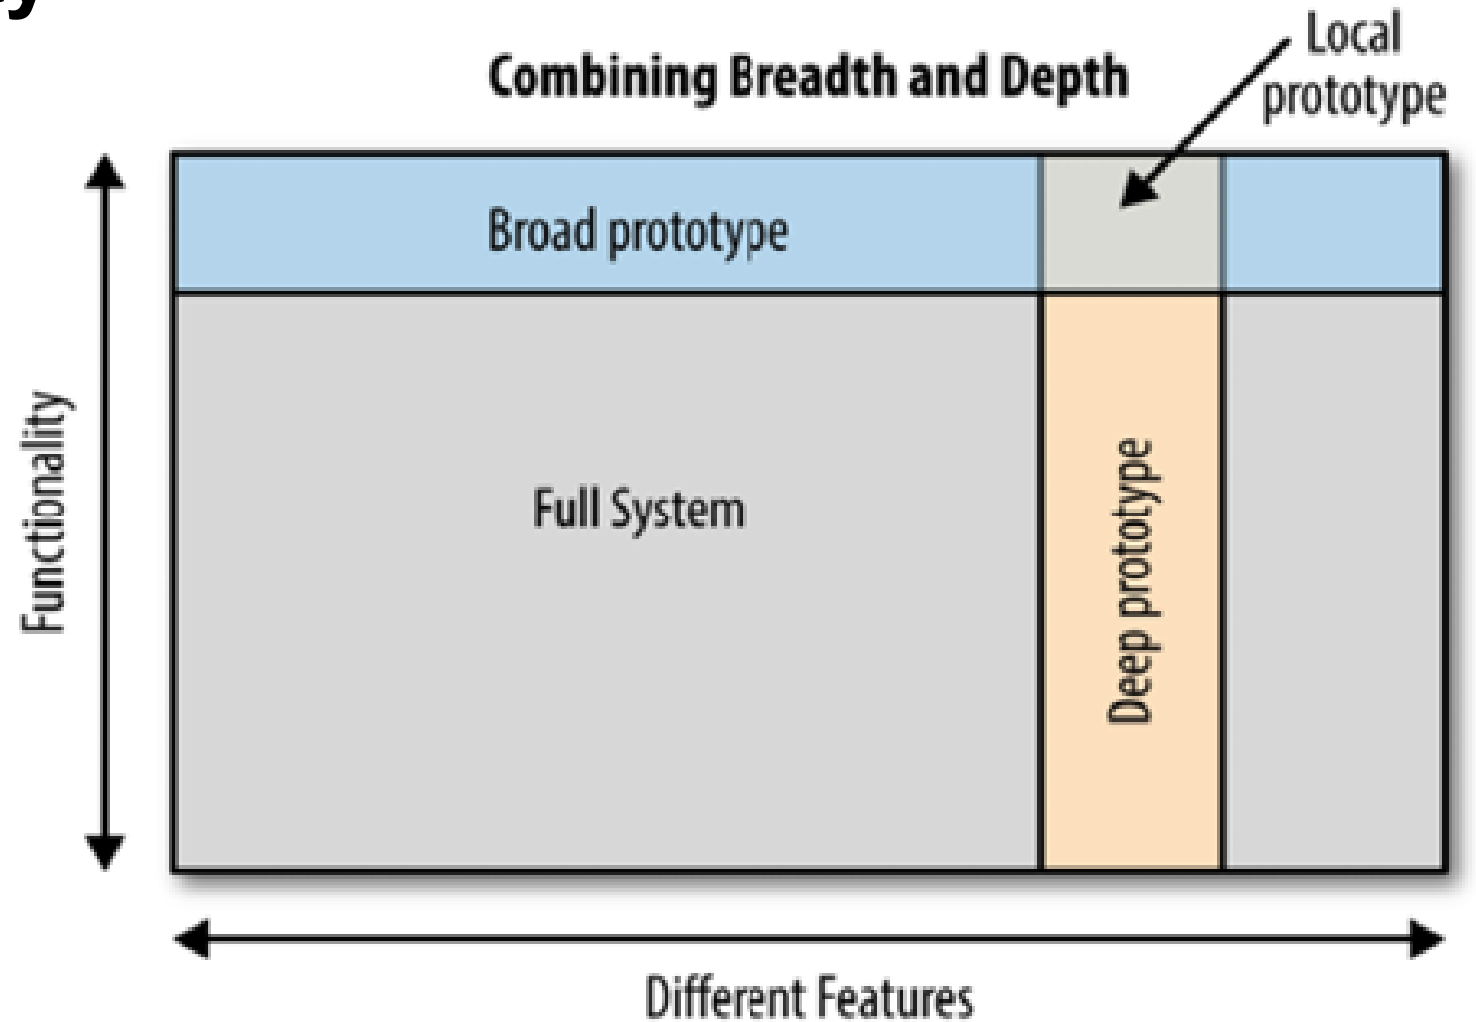 y
Combining Breadth and Depth
Local
prototype
Broad prototype
Functionality
Full System
Deep prototype
Different Features